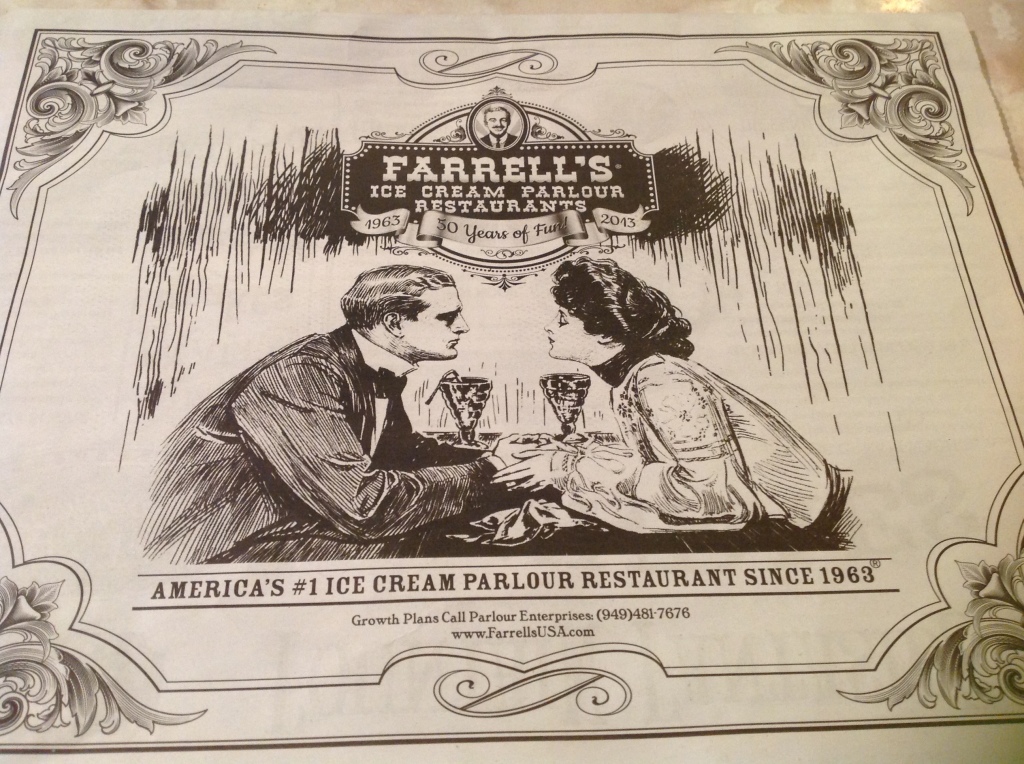 FARRELL'S
ICE CREAM PARLOUR
RESTAURANTS
1963 50 Years of Fun! 2013
AMERICA'S #1 ICE CREAM PARLOUR RESTAURANT SINCE 1963®
Growth Plans Call Parlour Enterprises: (949)481-7676
www.FarrellsUSA.com